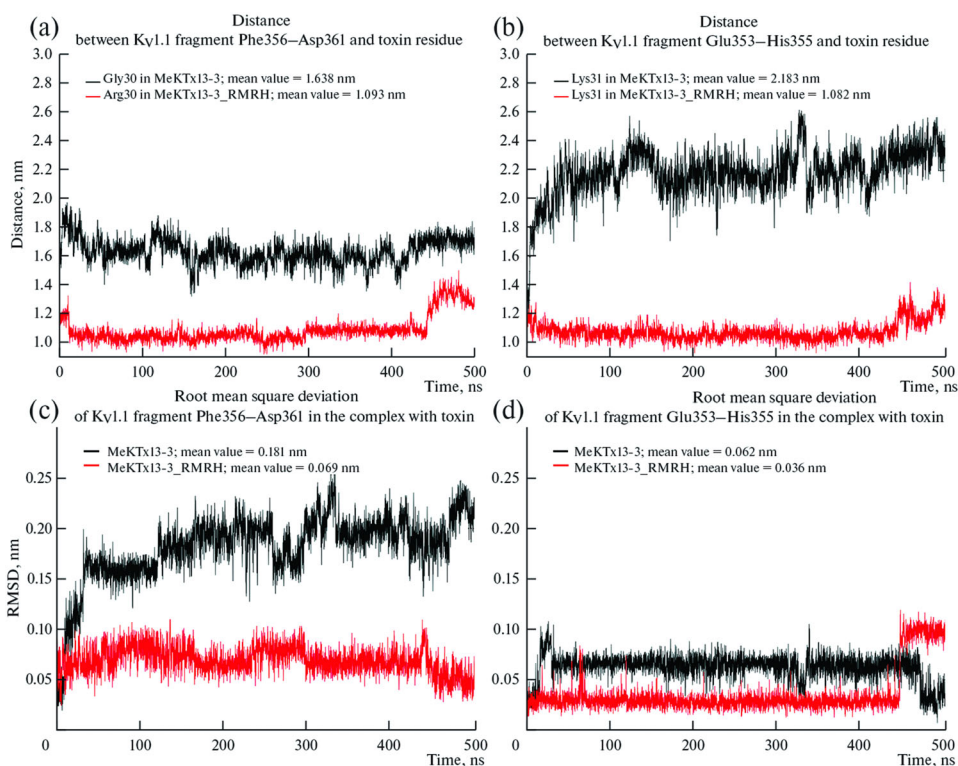 (a)
Distance
between KV1.1 fragment Phe356–Asp361 and toxin residue
3.0
2.8
2.6
2.4
2.2
2.0
1.8
1.6
1.4
1.2
1.0
Distance, nm
Gly30 in MeKTx13-3; mean value = 1.638 nm
Arg30 in MeKTx13-3_RMRH; mean value = 1.093 nm
0 100 200 300 400 500
Time, ns
(b)
Distance
between KV1.1 fragment Glu353–His355 and toxin residue
3.0
2.8
2.6
2.4
2.2
2.0
1.8
1.6
1.4
1.2
1.0
Lys31 in MeKTx13-3; mean value = 2.183 nm
Lys31 in MeKTx13-3_RMRH; mean value = 1.082 nm
0 100 200 300 400 500
Time, ns
(c)
Root mean square deviation
of KV1.1 fragment Phe356–Asp361 in the complex with toxin
0.25
0.20
0.15
0.10
0.05
RMSD, nm
MeKTx13-3; mean value = 0.181 nm
MeKTx13-3_RMRH; mean value = 0.069 nm
0 100 200 300 400 500
Time, ns
(d)
Root mean square deviation
of KV1.1 fragment Glu353–His355 in the complex with toxin
0.25
0.20
0.15
0.10
0.05
MeKTx13-3; mean value = 0.062 nm
MeKTx13-3_RMRH; mean value = 0.036 nm
0 100 200 300 400 500
Time, ns